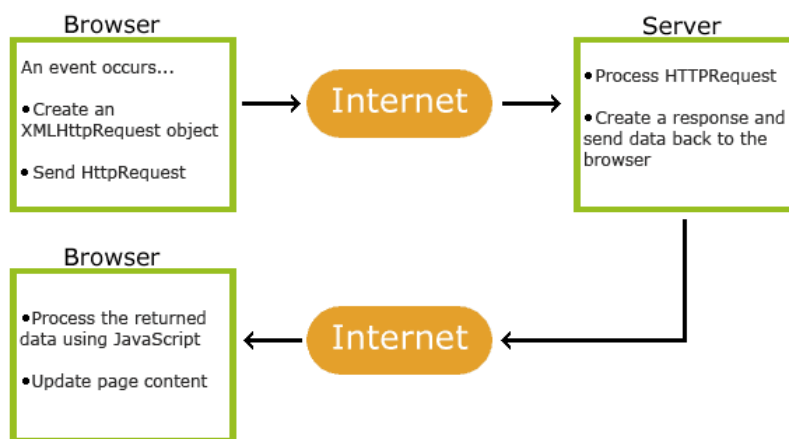 Browser
An event occurs...
•Create an
XMLHttpRequest object
• Send HttpRequest
Internet
Server
•Process HTTPRequest
•Create a response and
send data back to the
browser
Browser
•Process the returned
data using JavaScript
•Update page content
Internet